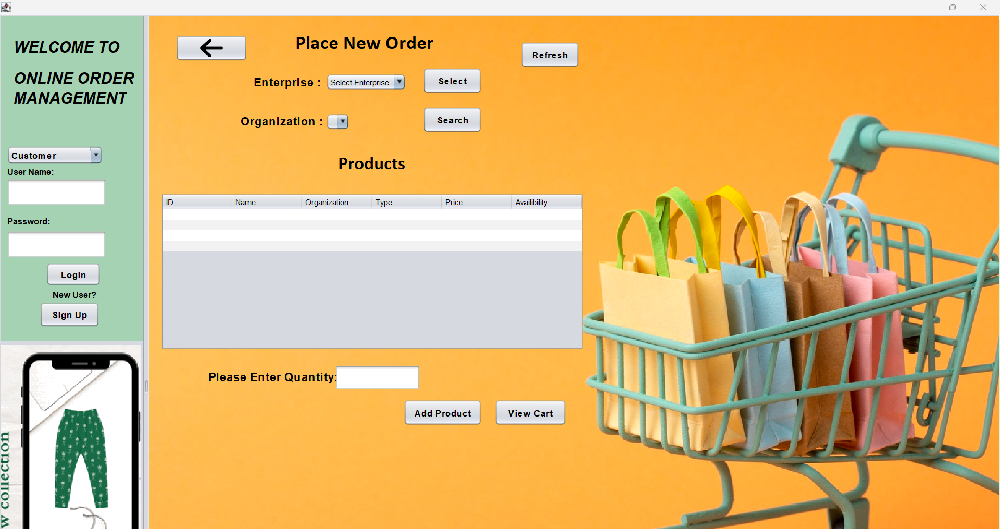 WELCOME TO
ONLINE ORDER
MANAGEMENT
Customer
User Name:
Password:
Login
New User?
Sign Up
w collection
Place New Order
Refresh
Enterprise : Select Enterprise Select
Organization : Search
Products
ID Name Organization Type Price Availibility
Please Enter Quantity:
Add Product View Cart